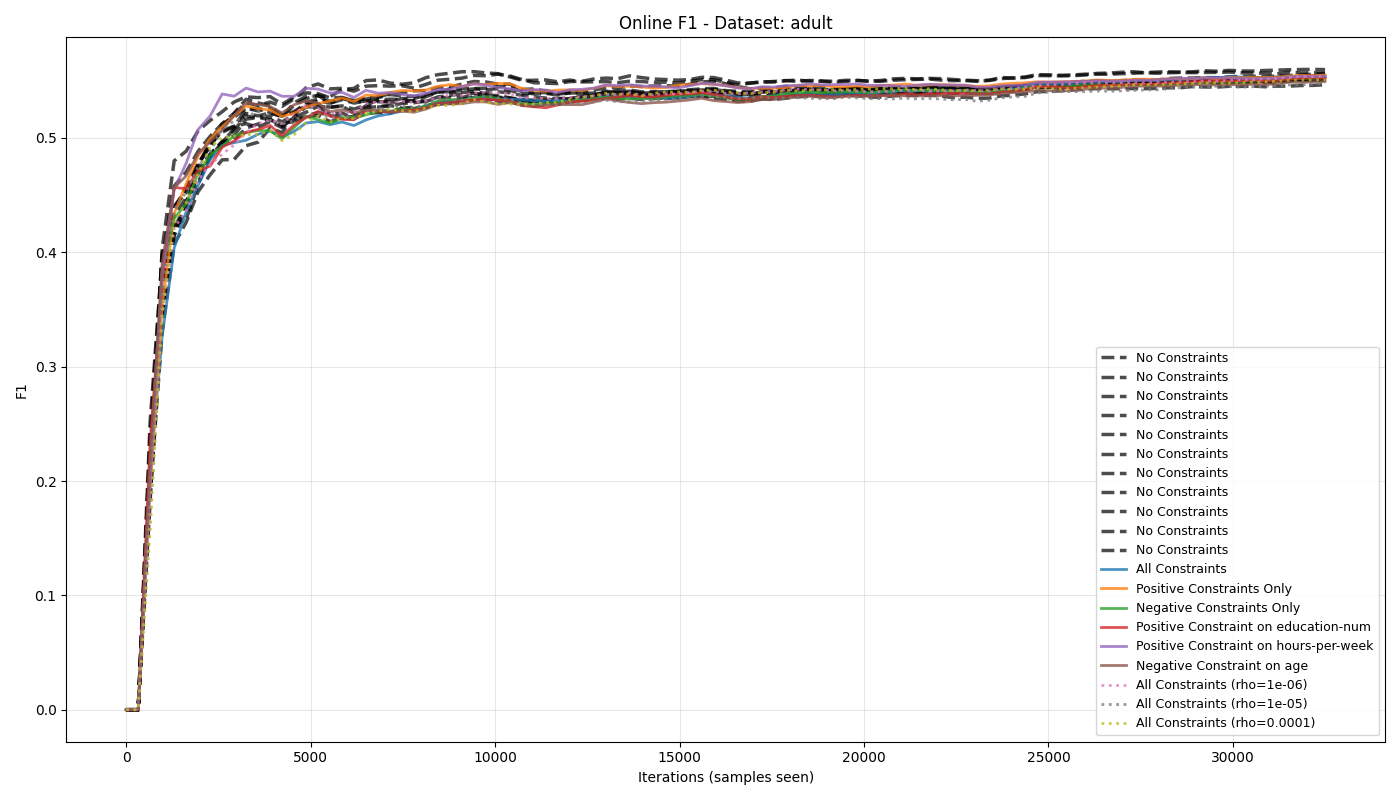 Online F1 - Dataset: adult
F1
0.5
0.4
0.3
0.2
0.1
0.0
No Constraints
No Constraints
No Constraints
No Constraints
No Constraints
No Constraints
No Constraints
No Constraints
No Constraints
No Constraints
No Constraints
All Constraints
Positive Constraints Only
Negative Constraints Only
Positive Constraint on education-num
Positive Constraint on hours-per-week
Negative Constraint on age
All Constraints (rho=1e-06)
All Constraints (rho=1e-05)
All Constraints (rho=0.0001)
0 5000 10000 15000 20000 25000 30000
Iterations (samples seen)